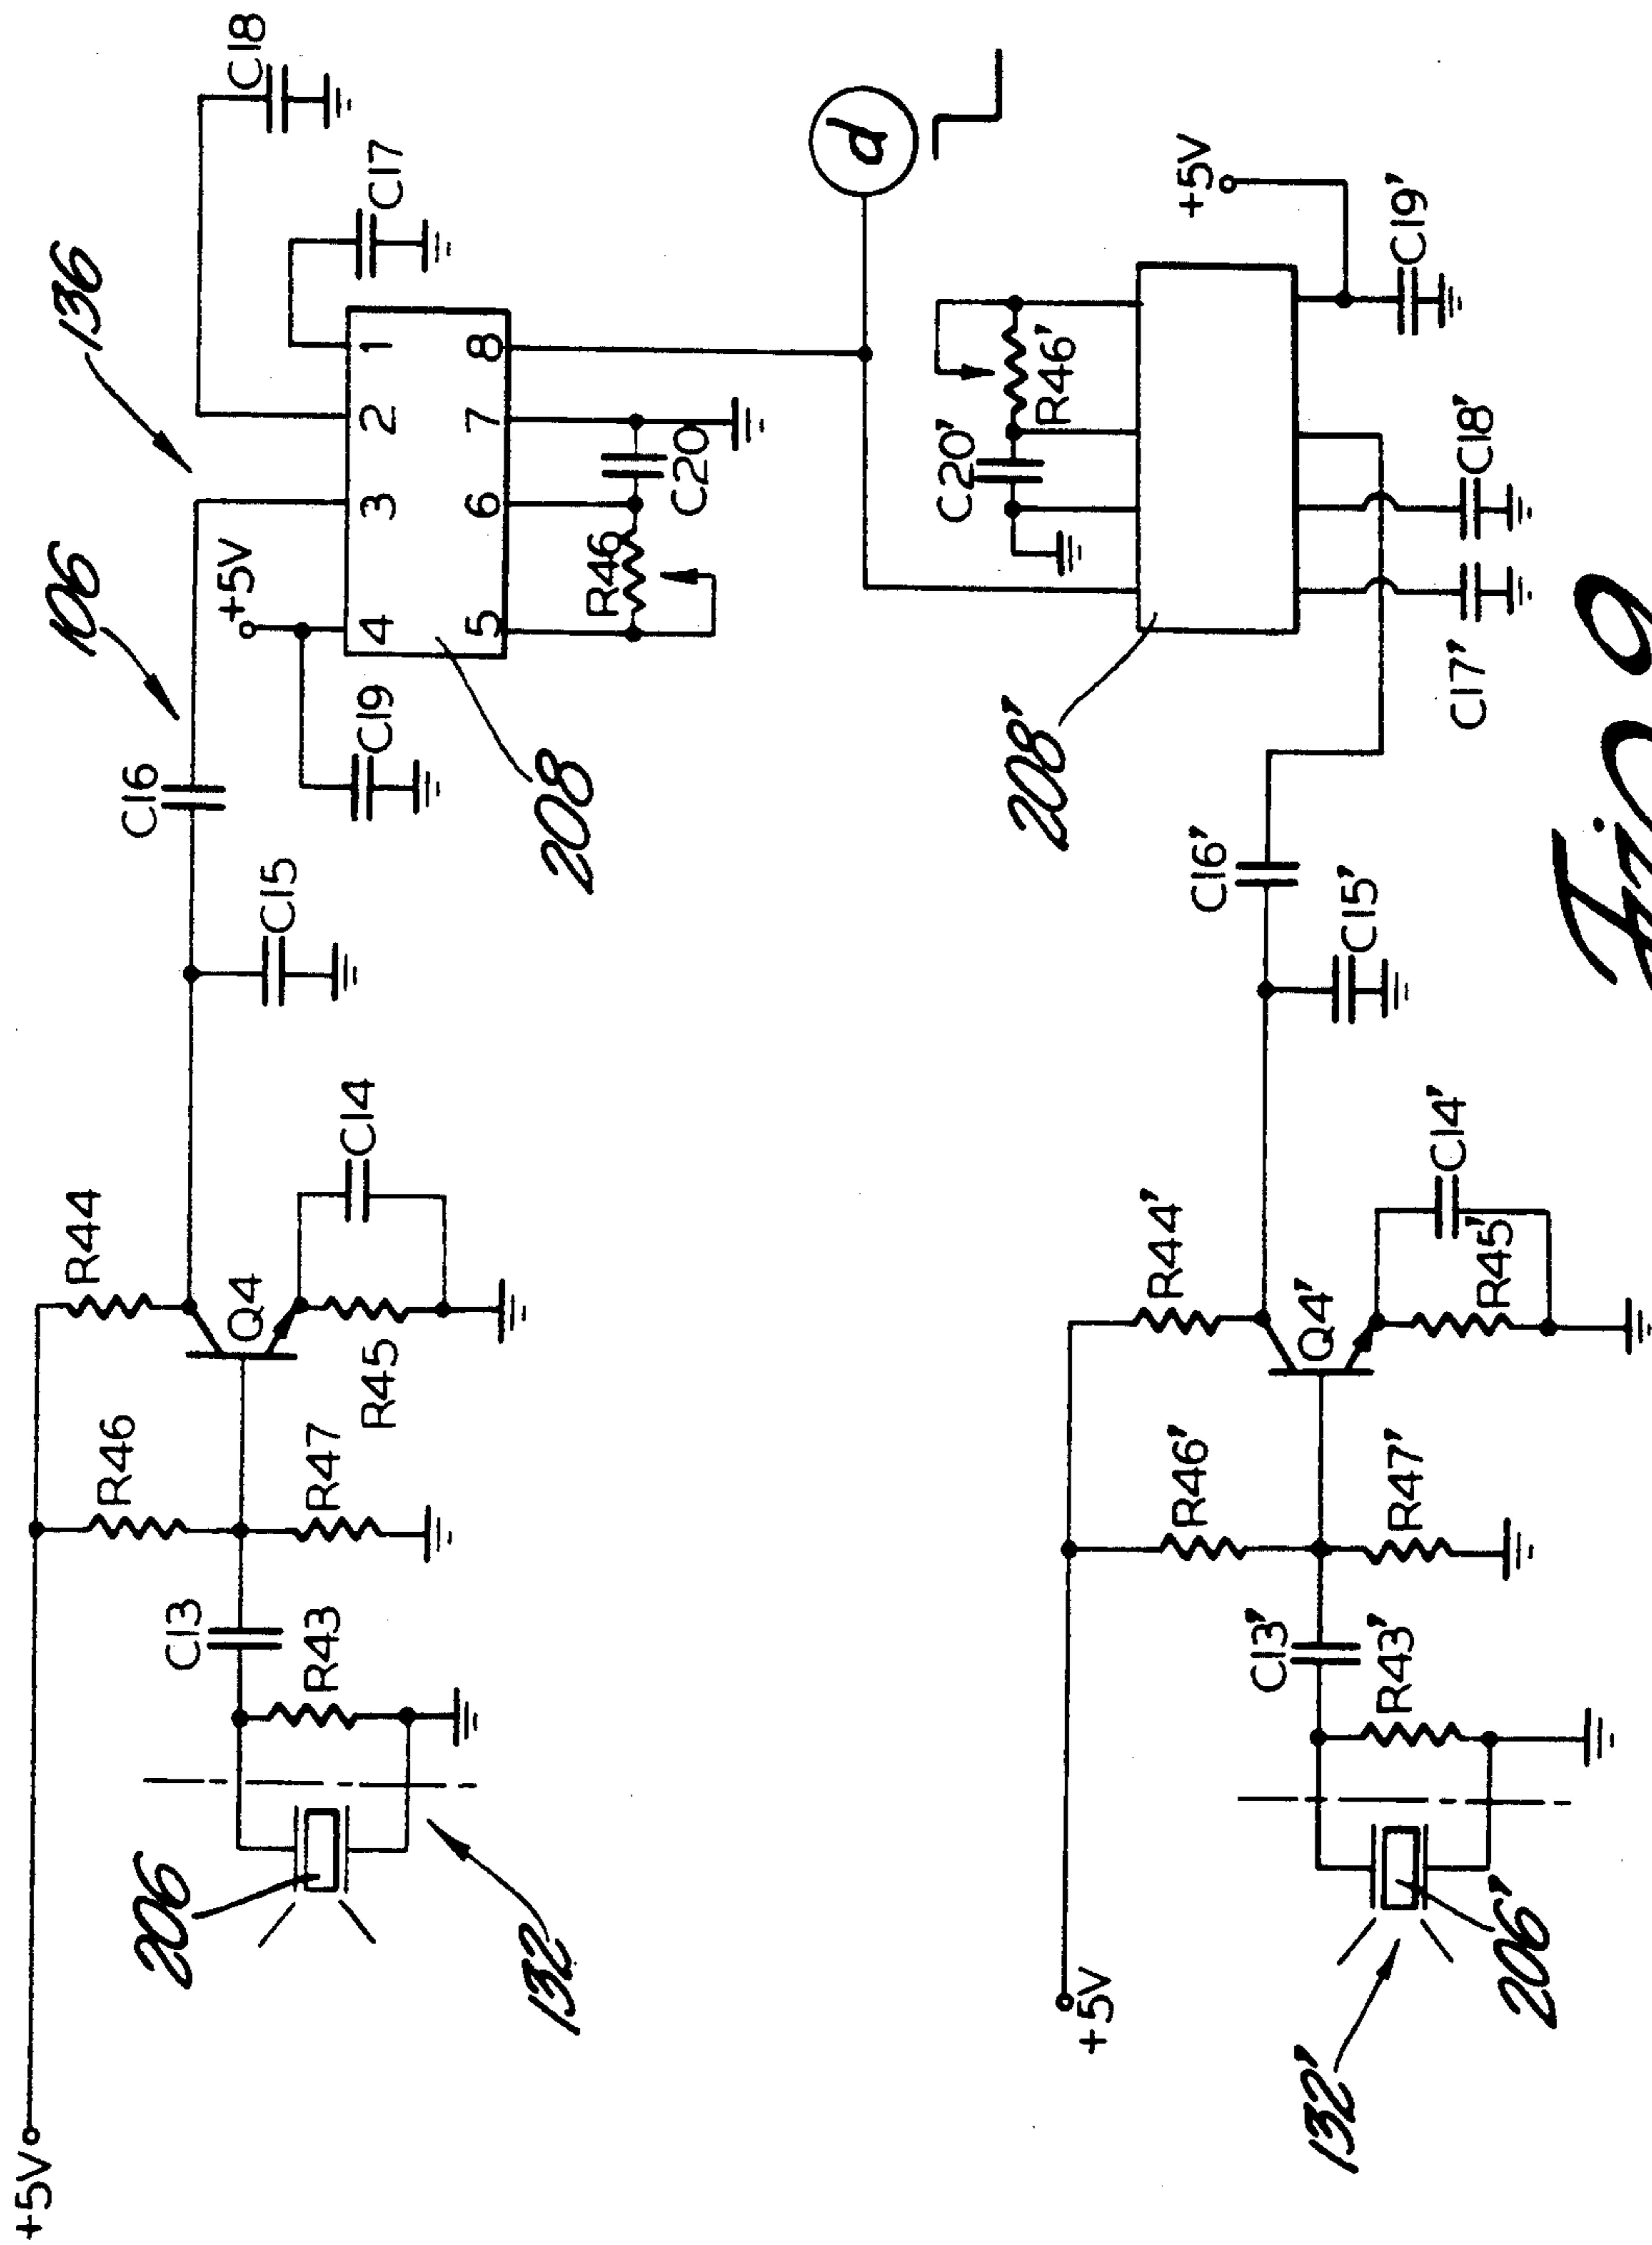 +5V
R46
R44
206
C13
R43
R47
Q4
R45
C14
132
C15
C16
106
136
+5V
C19
208
4 3 2 1
5 6 7 8
R46
C20
C17
C18
d
+5V
R46'
R44'
C13'
R43'
R47'
Q4'
R45'
C14'
132'
206'
C15'
C16'
208'
C20'
R46'
+5V
C17'
C18'
C19'
Fig. 9